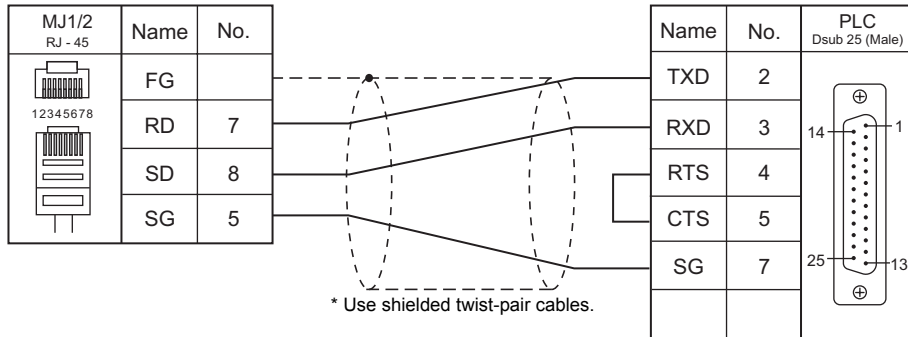 MJ1/2
RJ - 45
Name No.
FG
RD 7
SD 8
SG 5
12345678
* Use shielded twist-pair cables.
Name No.
PLC
Dsub 25 (Male)
TXD 2
RXD 3
RTS 4
CTS 5
SG 7
14 1
25 13